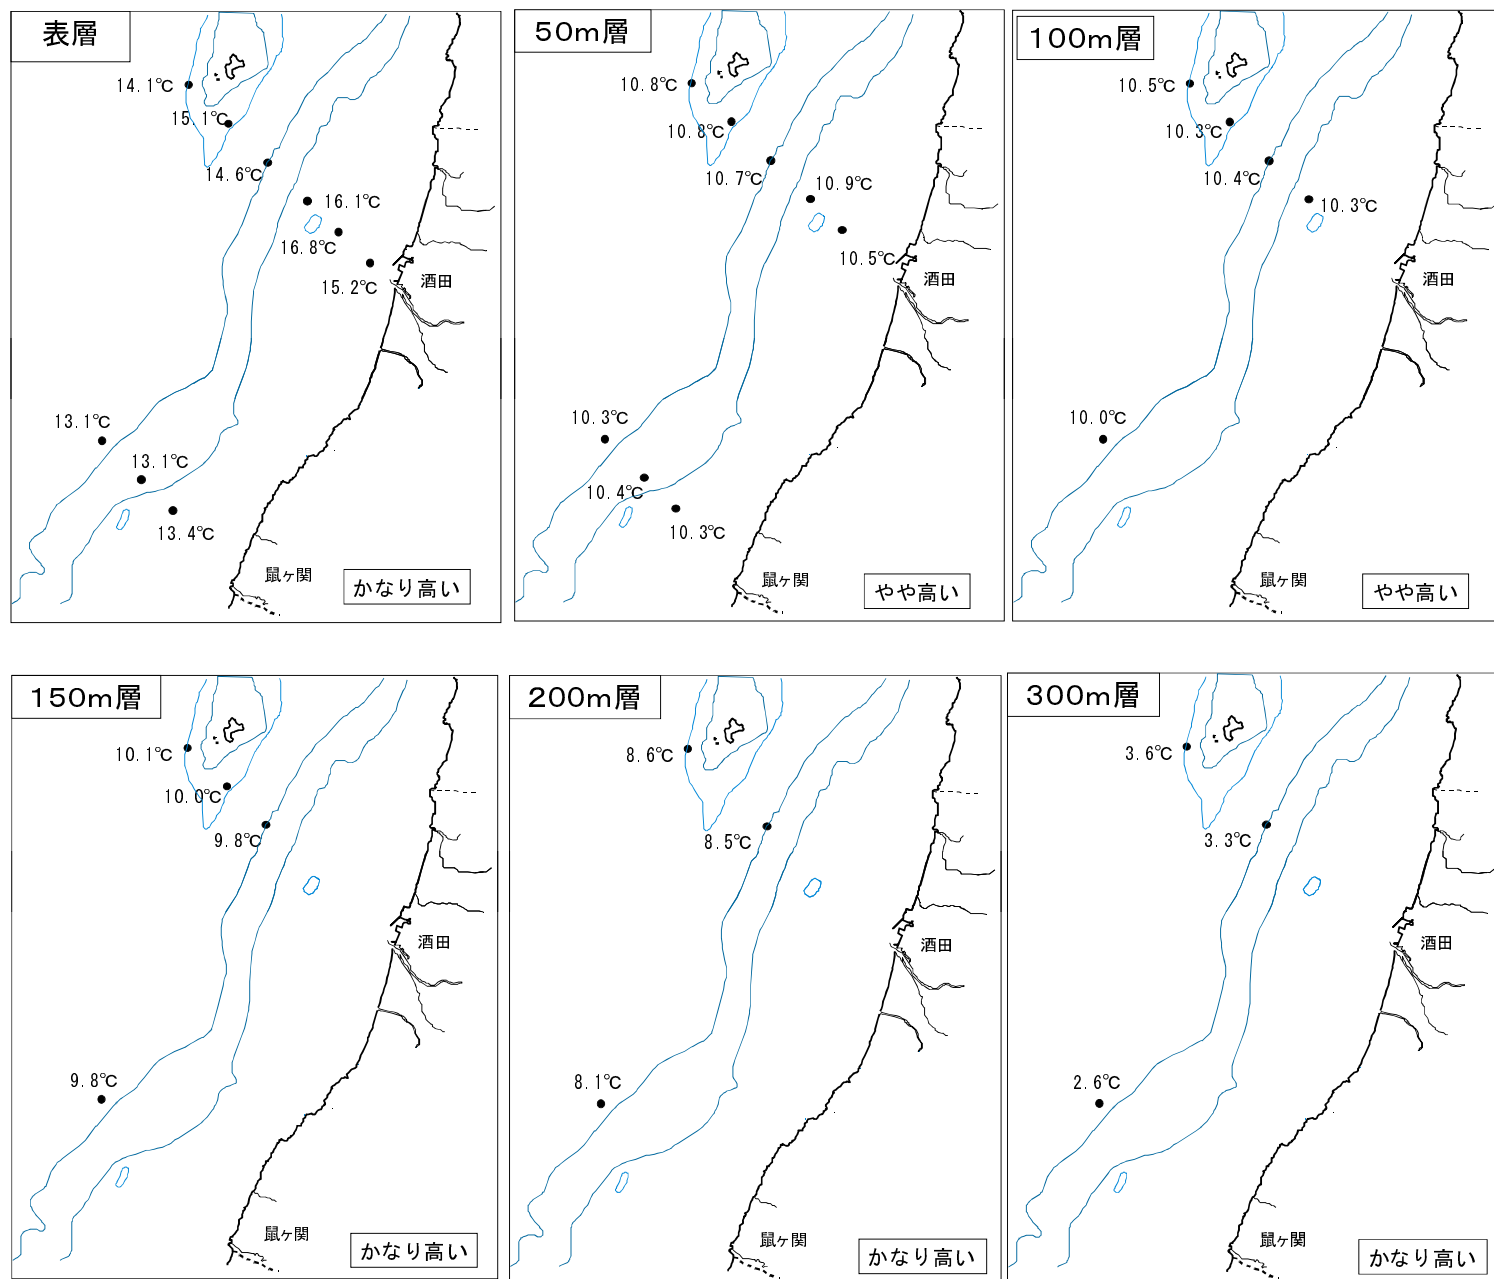 表層
14.1℃
15.1℃
14.6℃
16.1℃
16.8℃
15.2℃
酒田
13.1℃
13.1℃
13.4℃
鼠ヶ関
かなり高い
50m層
10.8℃
10.8℃
10.7℃
10.9℃
10.5℃
酒田
10.3℃
10.4℃
10.3℃
鼠ヶ関
やや高い
100m層
10.5℃
10.3℃
10.4℃
10.3℃
酒田
10.0℃
鼠ヶ関
やや高い
150m層
10.1℃
10.0℃
9.8℃
酒田
9.8℃
鼠ヶ関
かなり高い
200m層
8.6℃
8.5℃
酒田
8.1℃
鼠ヶ関
かなり高い
300m層
3.6℃
3.3℃
酒田
2.6℃
鼠ヶ関
かなり高い